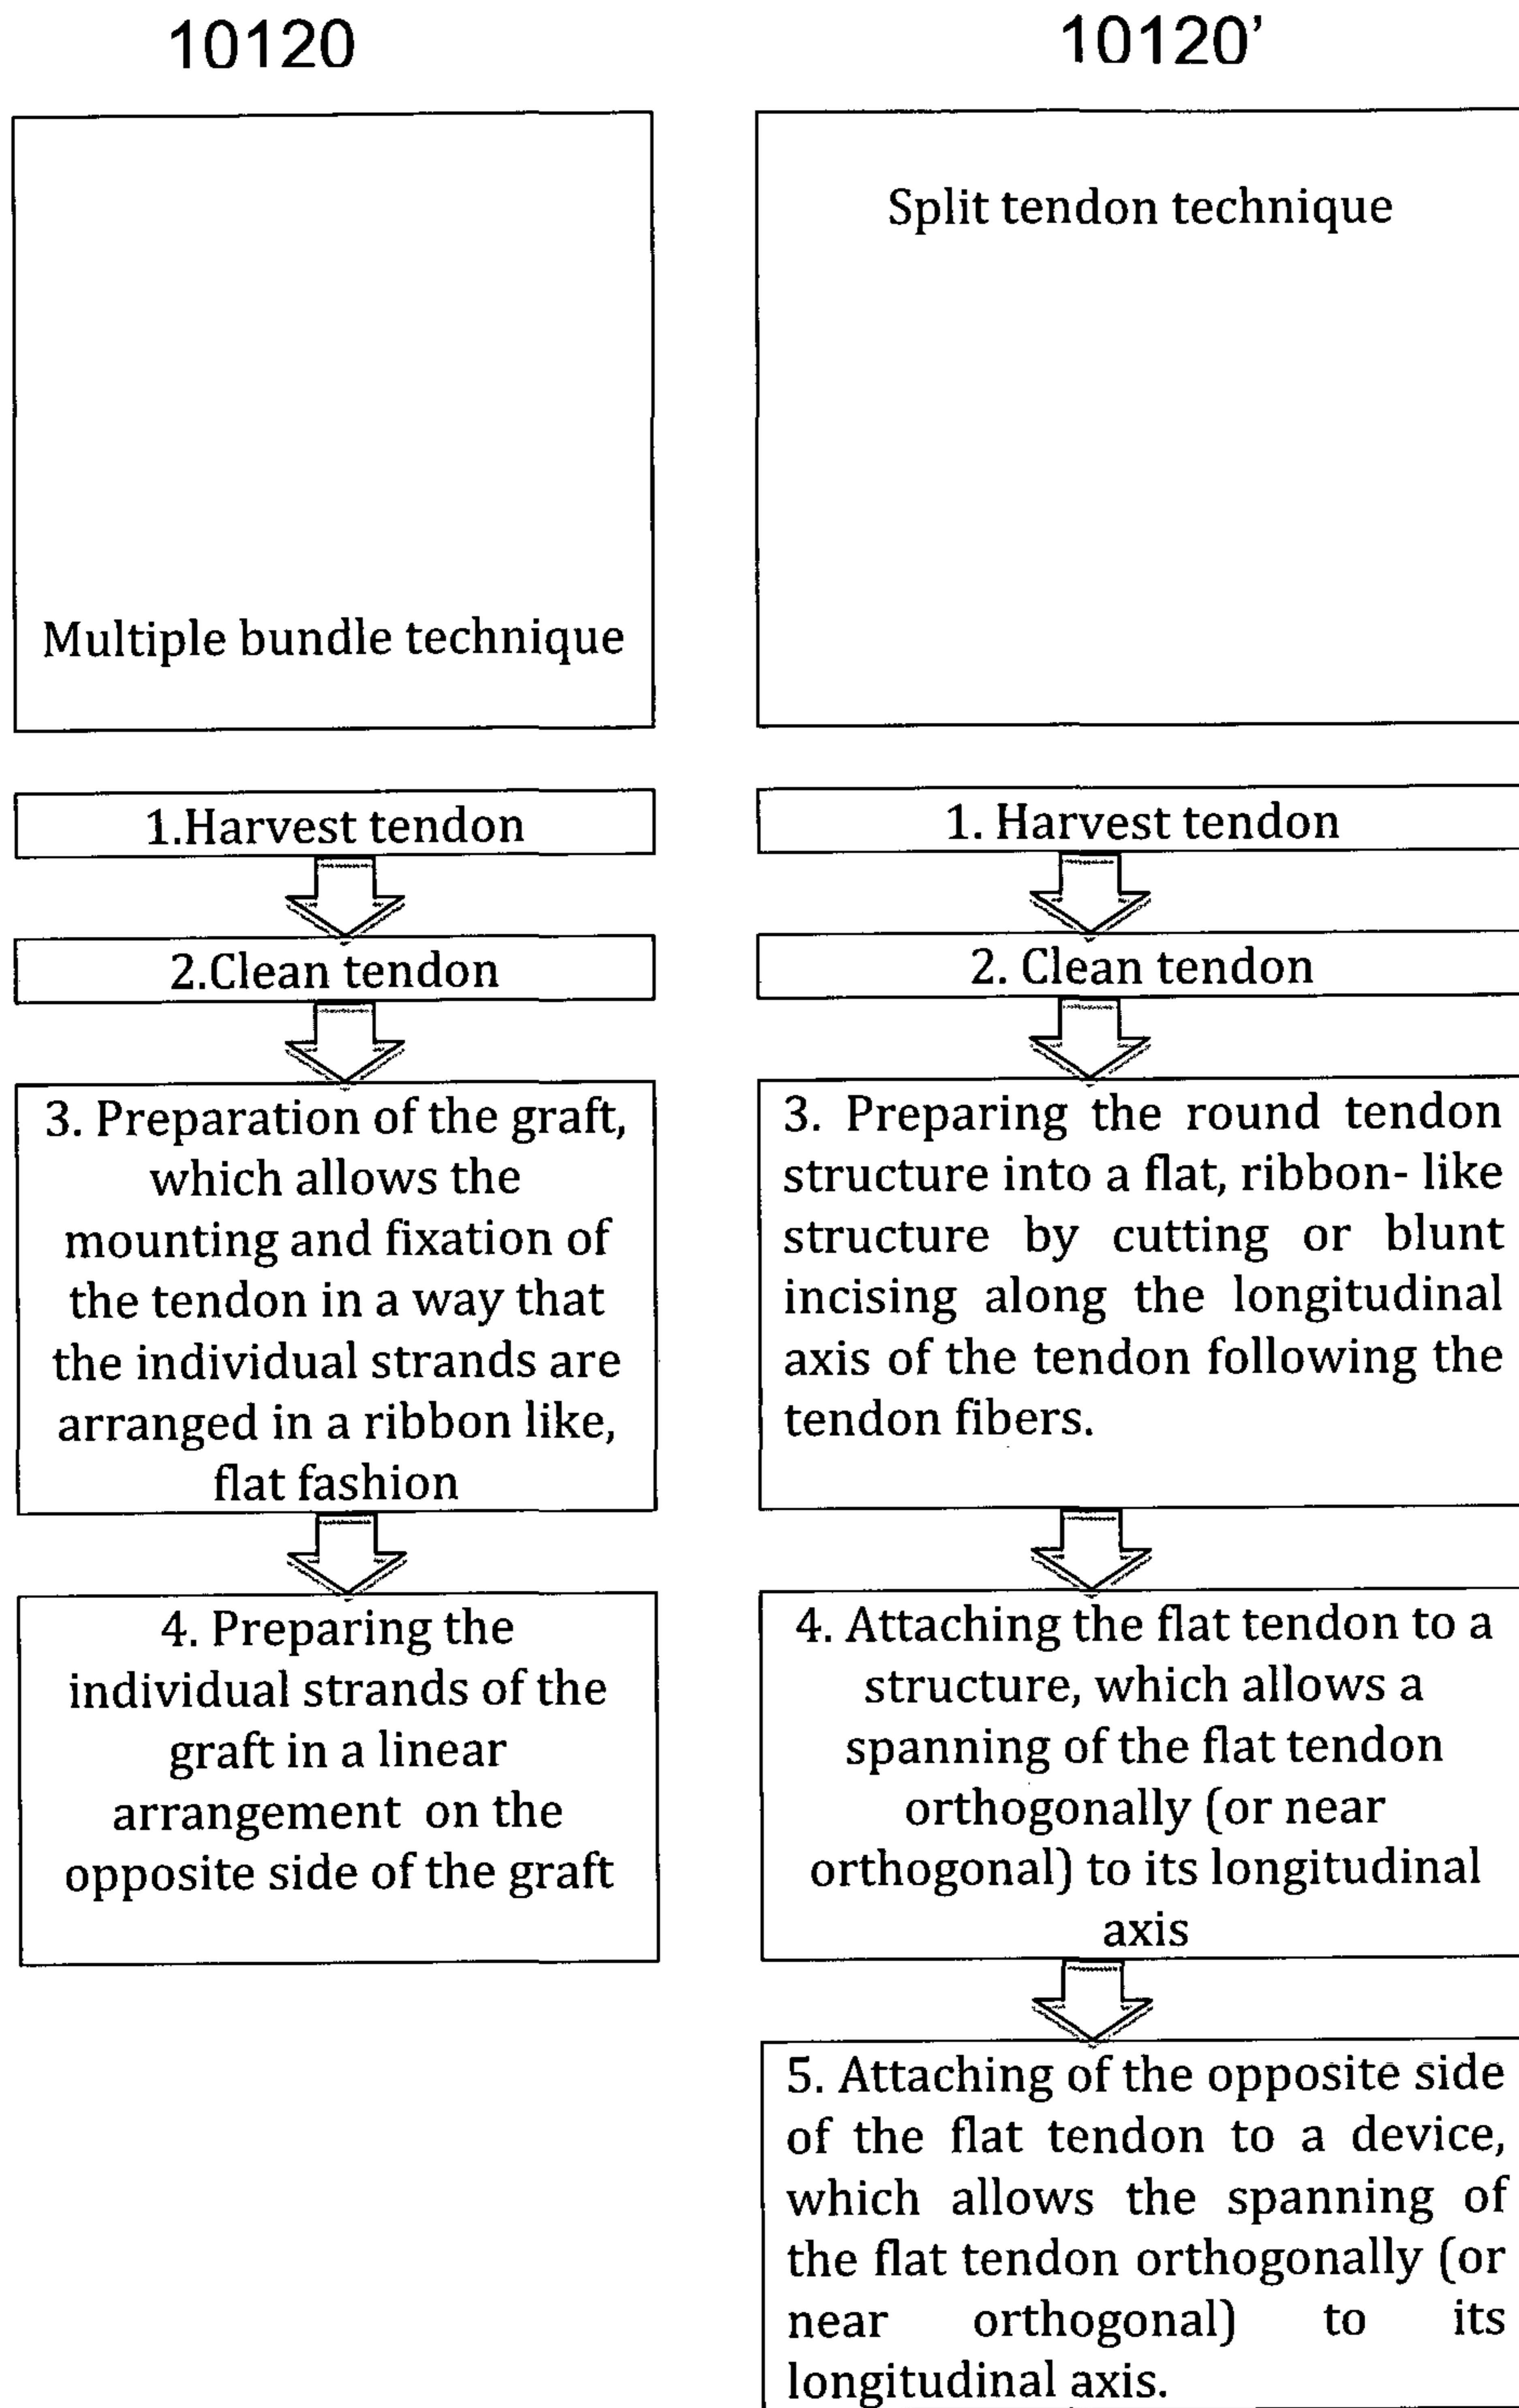 10120
Multiple bundle technique
1.Harvest tendon
2.Clean tendon
3. Preparation of the graft,
which allows the
mounting and fixation of
the tendon in a way that
the individual strands are
arranged in a ribbon like,
flat fashion
4. Preparing the
individual strands of the
graft in a linear
arrangement on the
opposite side of the graft
10120’
Split tendon technique
1. Harvest tendon
2. Clean tendon
3. Preparing the round tendon
structure into a flat, ribbon- like
structure by cutting or blunt
incising along the longitudinal
axis of the tendon following the
tendon fibers.
4. Attaching the flat tendon to a
structure, which allows a
spanning of the flat tendon
orthogonally (or near
orthogonal) to its longitudinal
axis
5. Attaching of the opposite side
of the flat tendon to a device,
which allows the spanning of
the flat tendon orthogonally (or
near orthogonal) to its
longitudinal axis.